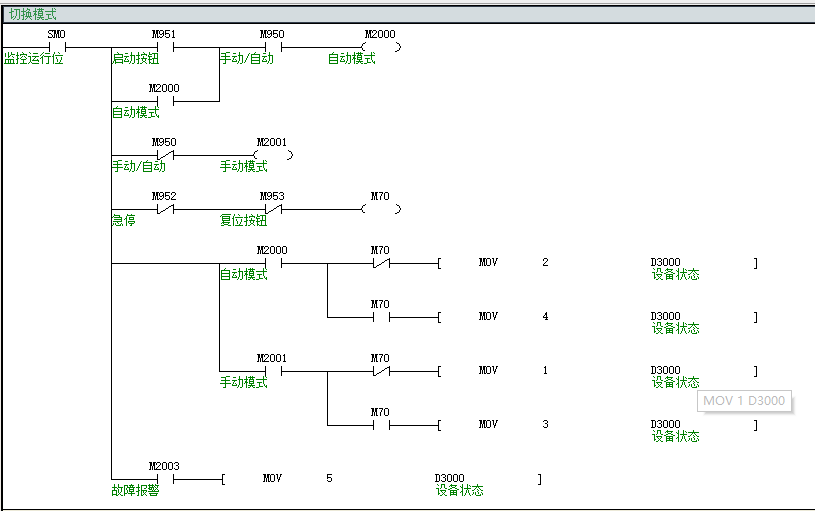 切换模式
SM0 M951 M950 M2000
监控运行位 启动按钮 手动/自动 自动模式
M2000
自动模式
M950 M2001
手动/自动 手动模式
M952 M953 M70
急停 复位按钮
M2000 M70
[ MOV 2 D3000 ]
自动模式 设备状态
M70
[ MOV 4 D3000 ]
设备状态
M2001 M70
[ MOV 1 D3000 ]
手动模式 设备状态
MOV 1 D3000
M70
[ MOV 3 D3000 ]
设备状态
M2003
[ MOV 5 D3000 ]
故障报警 设备状态